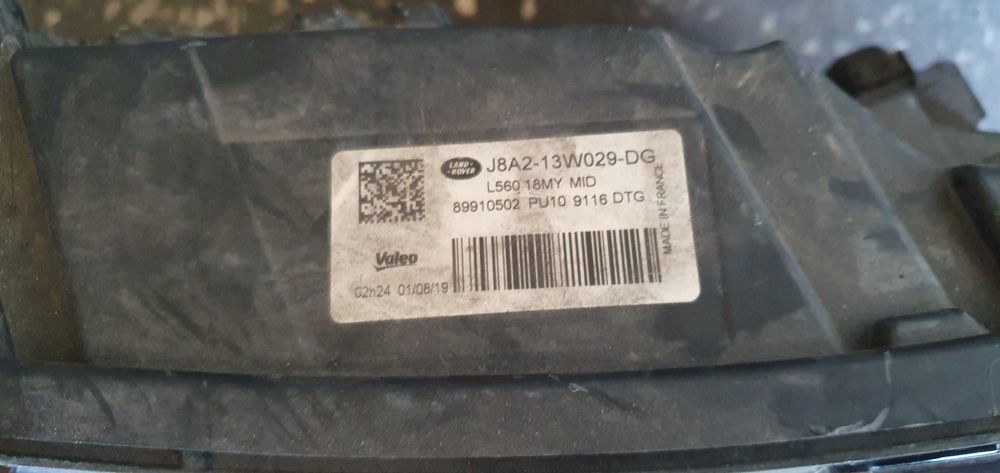 LAND-
-ROVER
J8A2-13W029-DG
L560 18MY MID
89910502 PU10 9116 DTG
MADE IN FRANCE
Valeo
02h24 01/08/19